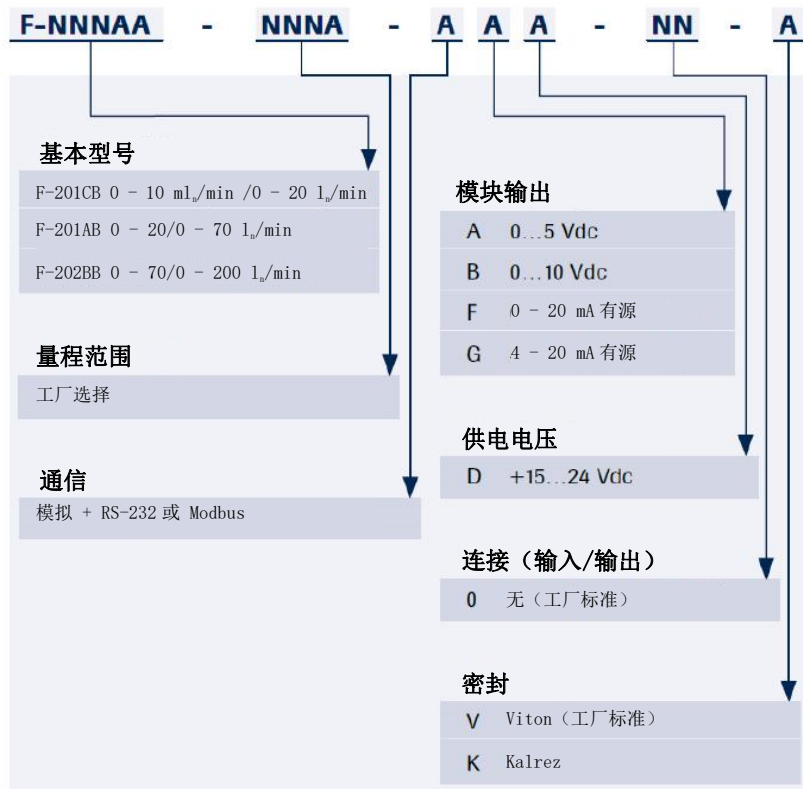 F-NNNAA - NNNA - A A A - NN - A
基本型号
F-201CB 0 - 10 mlₙ/min /0 - 20 lₙ/min
F-201AB 0 - 20/0 - 70 lₙ/min
F-202BB 0 - 70/0 - 200 lₙ/min
量程范围
工厂选择
通信
模拟 + RS-232 或 Modbus
模块输出
A 0...5 Vdc
B 0...10 Vdc
F 0 - 20 mA 有源
G 4 - 20 mA 有源
供电电压
D +15...24 Vdc
连接（输入/输出）
0 无（工厂标准）
密封
V Viton（工厂标准）
K Kalrez